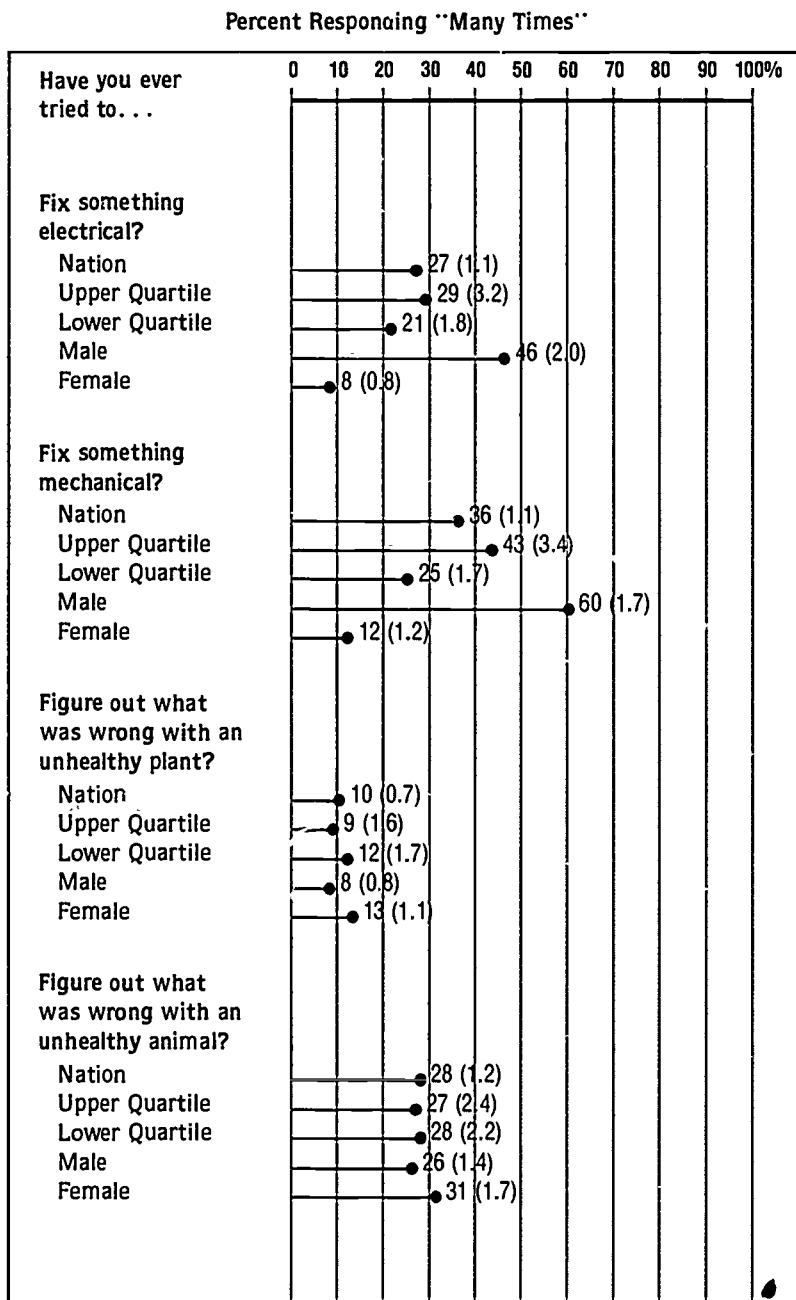 Percent Responding "Many Times"
Have you ever
tried to. . .
0 10 20 30 40 50 60 70 80 90 100%
Fix something
electrical?
Nation 27 (1.1)
Upper Quartile 29 (3.2)
Lower Quartile 21 (1.8)
Male 46 (2.0)
Female 8 (0.8)
Fix something
mechanical?
Nation 36 (1.1)
Upper Quartile 43 (3.4)
Lower Quartile 25 (1.7)
Male 60 (1.7)
Female 12 (1.2)
Figure out what
was wrong with an
unhealthy plant?
Nation 10 (0.7)
Upper Quartile 9 (1.6)
Lower Quartile 12 (1.7)
Male 8 (0.8)
Female 13 (1.1)
Figure out what
was wrong with an
unhealthy animal?
Nation 28 (1.2)
Upper Quartile 27 (2.4)
Lower Quartile 28 (2.2)
Male 26 (1.4)
Female 31 (1.7)